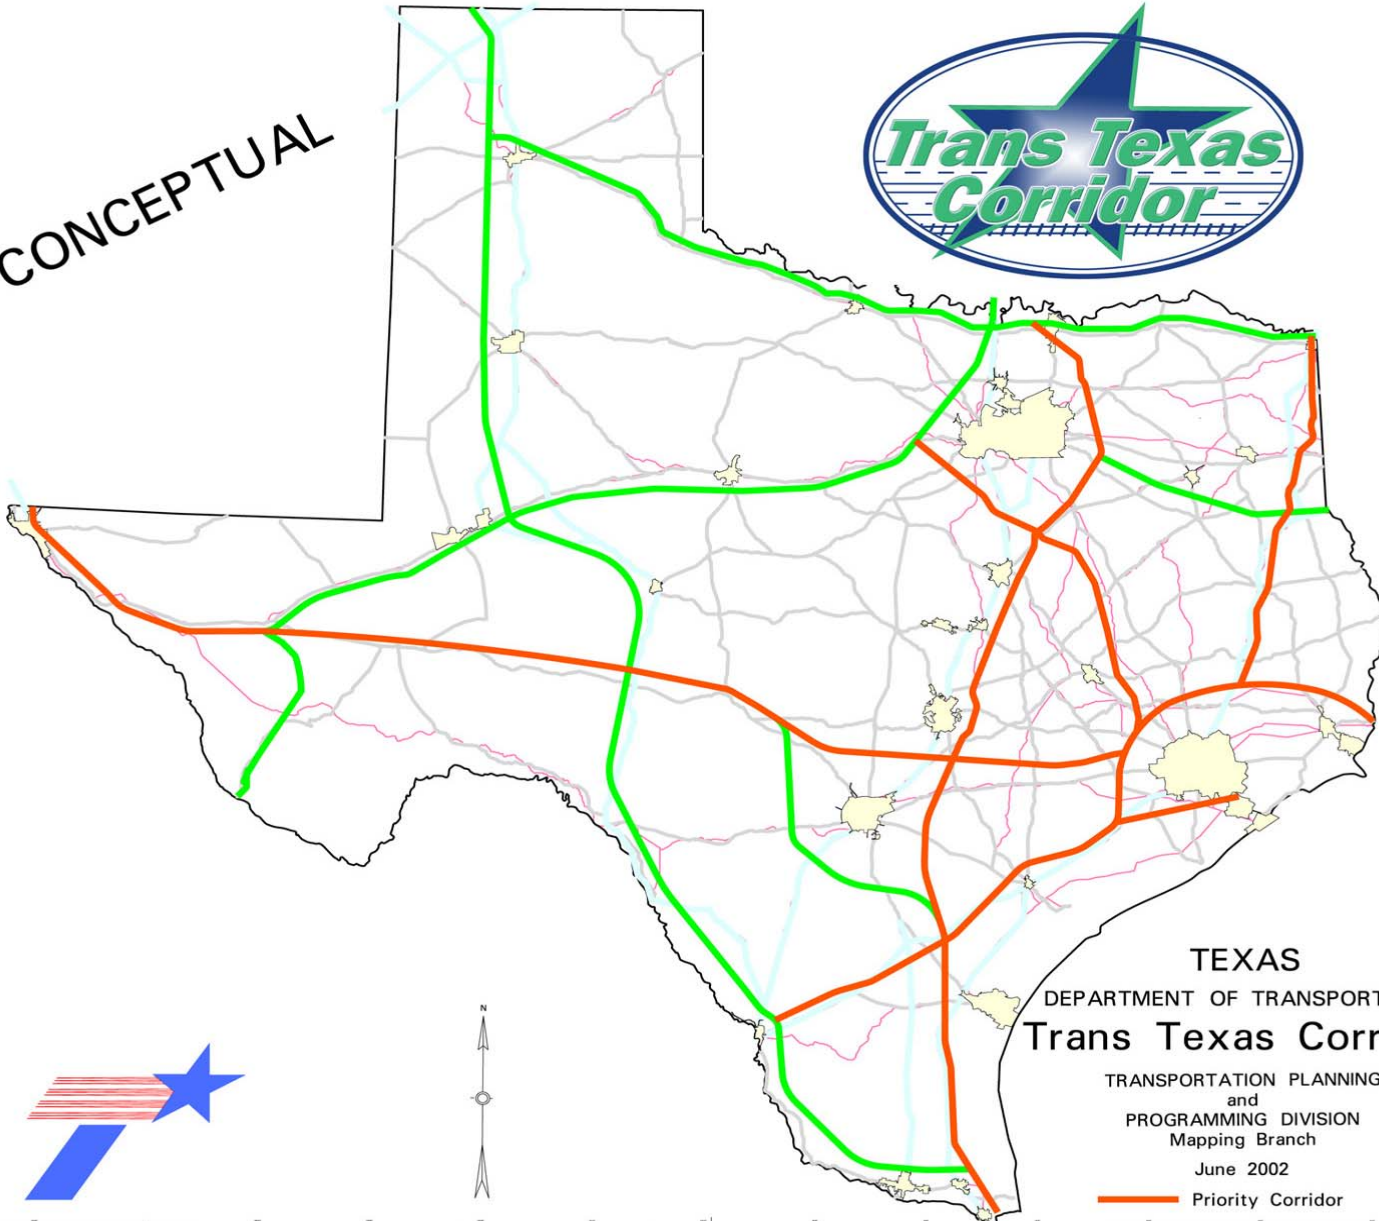 CONCEPTUAL
Trans Texas
Corridor
N
TEXAS
DEPARTMENT OF TRANSPORT
Trans Texas Corr
TRANSPORTATION PLANNING
and
PROGRAMMING DIVISION
Mapping Branch
June 2002
Priority Corridor